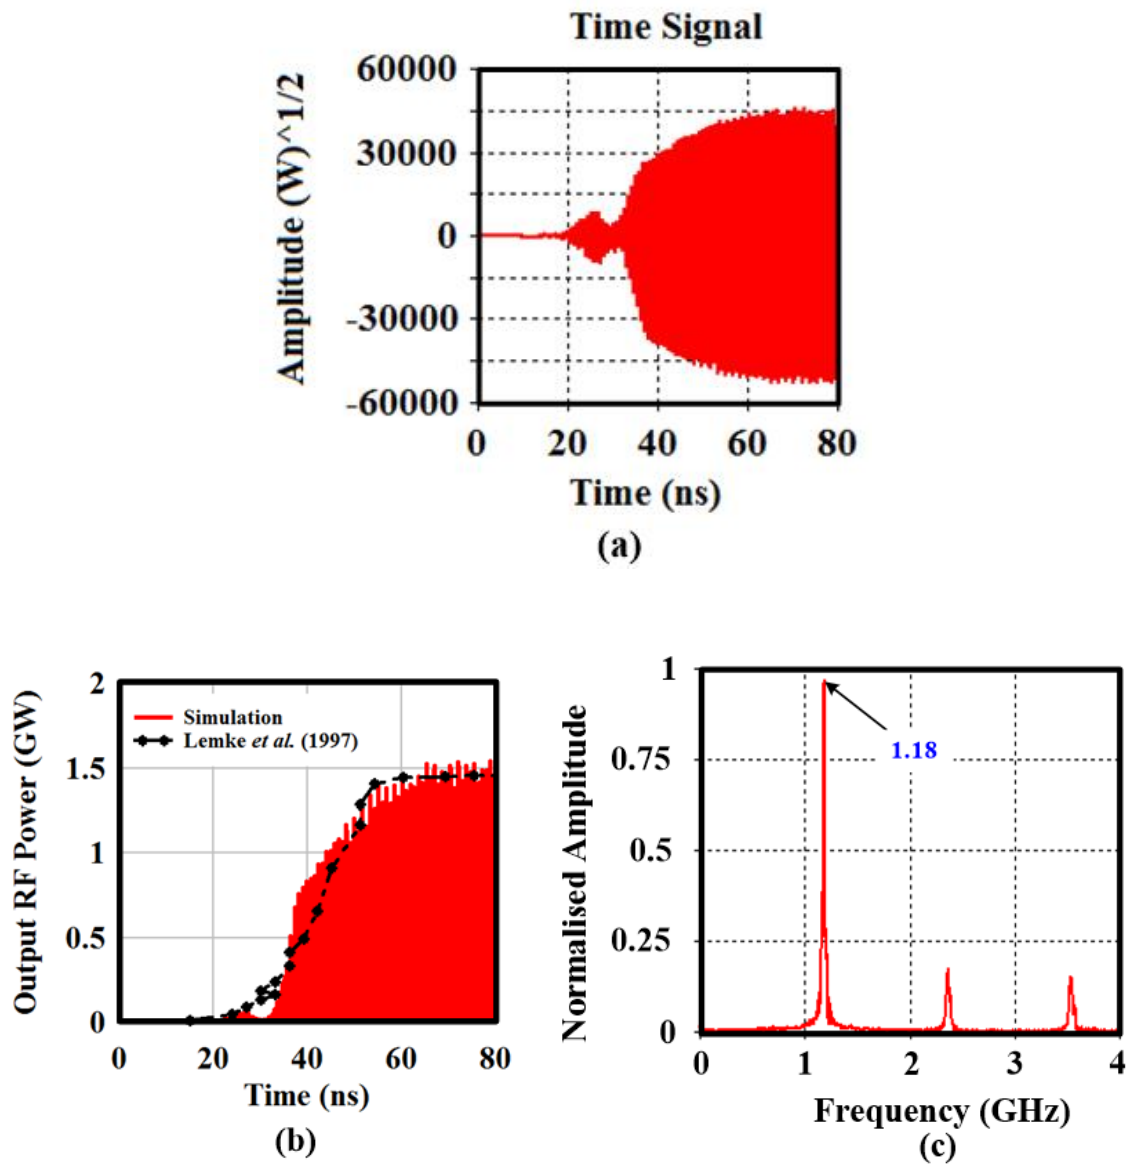 Time Signal
Amplitude (W)^1/2
60000
30000
0
-30000
-60000
0 20 40 60 80
Time (ns)
(a)
Output RF Power (GW)
2
1.5
1
0.5
0
Simulation
Lemke et al. (1997)
0 20 40 60 80
Time (ns)
(b)
Normalised Amplitude
1
0.75
0.5
0.25
0
1.18
0 1 2 3 4
Frequency (GHz)
(c)